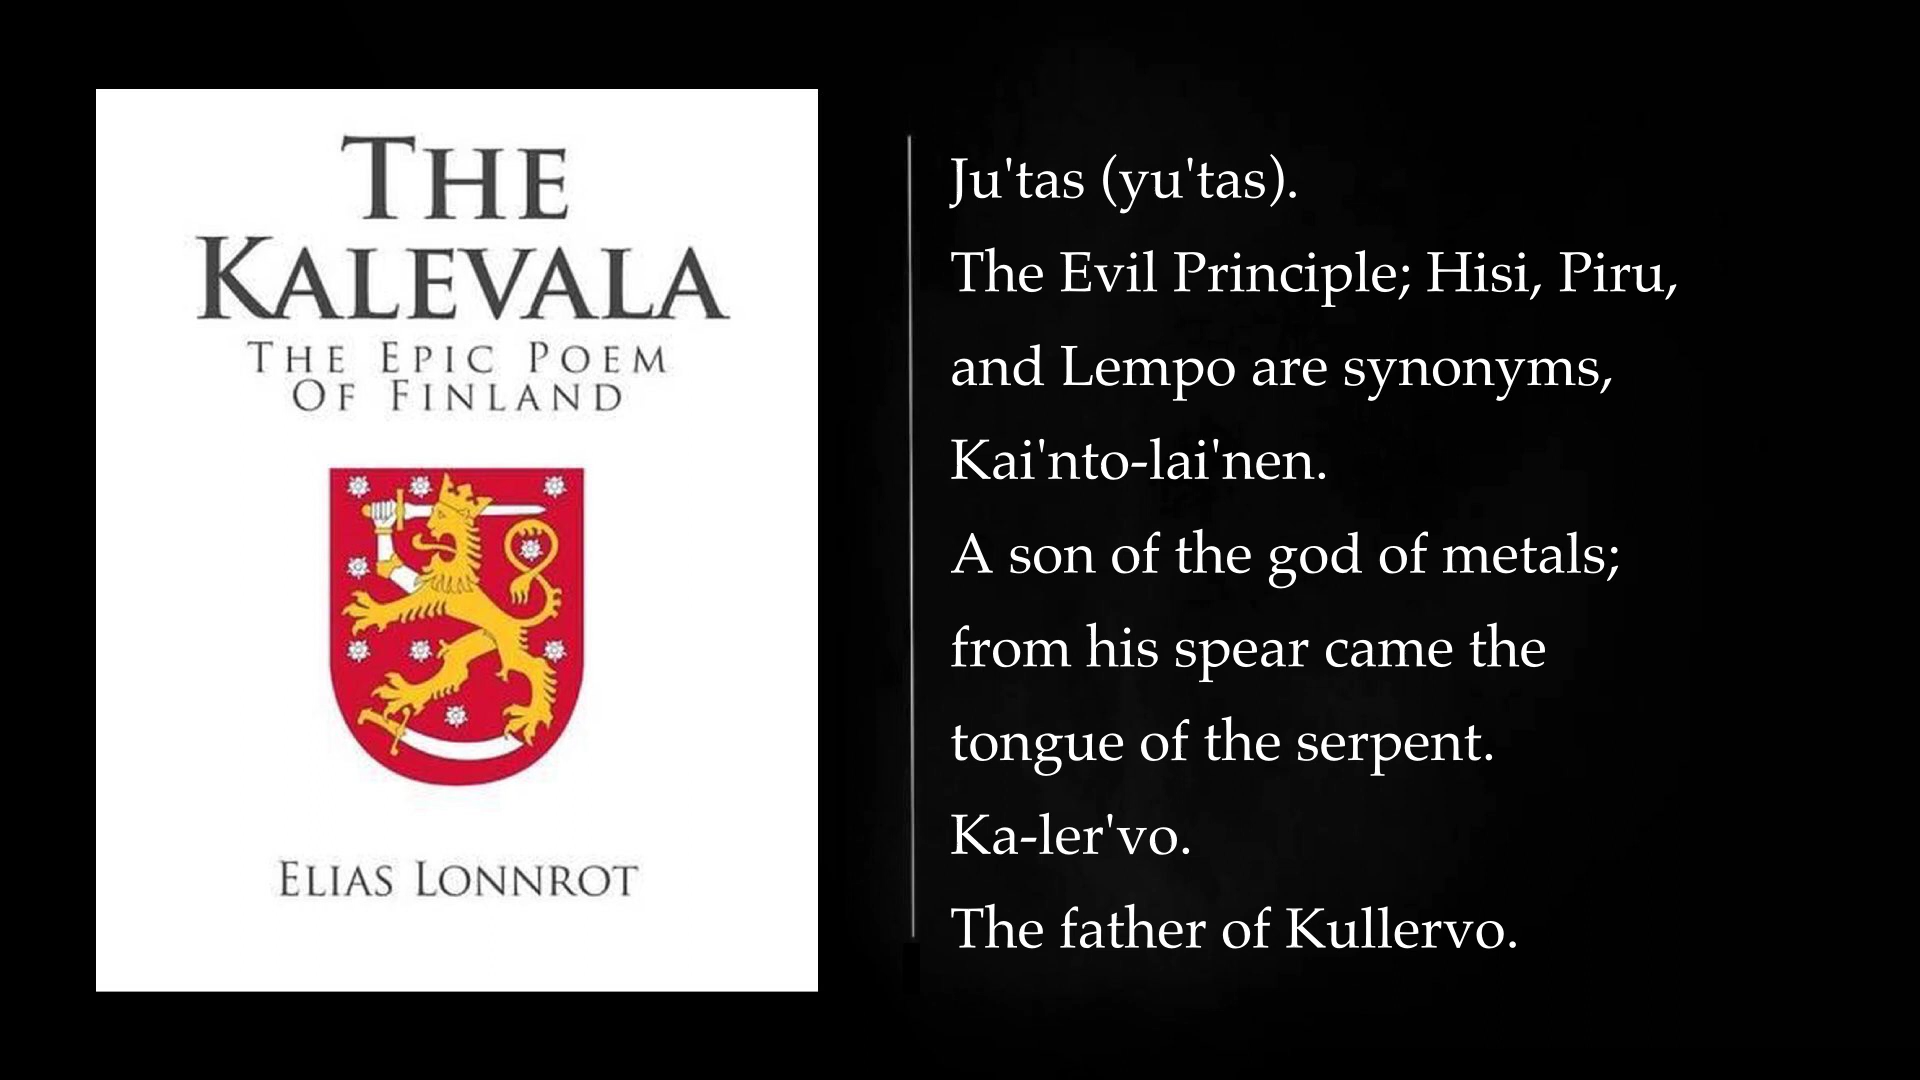 THE
KALEVALA
THE EPIC POEM
OF FINLAND
ELIAS LONNROT
Ju'tas (yu'tas).
The Evil Principle; Hisi, Piru,
and Lempo are synonyms,
Kai'nto-lai'nen.
A son of the god of metals;
from his spear came the
tongue of the serpent.
Ka-ler'vo.
The father of Kullervo.